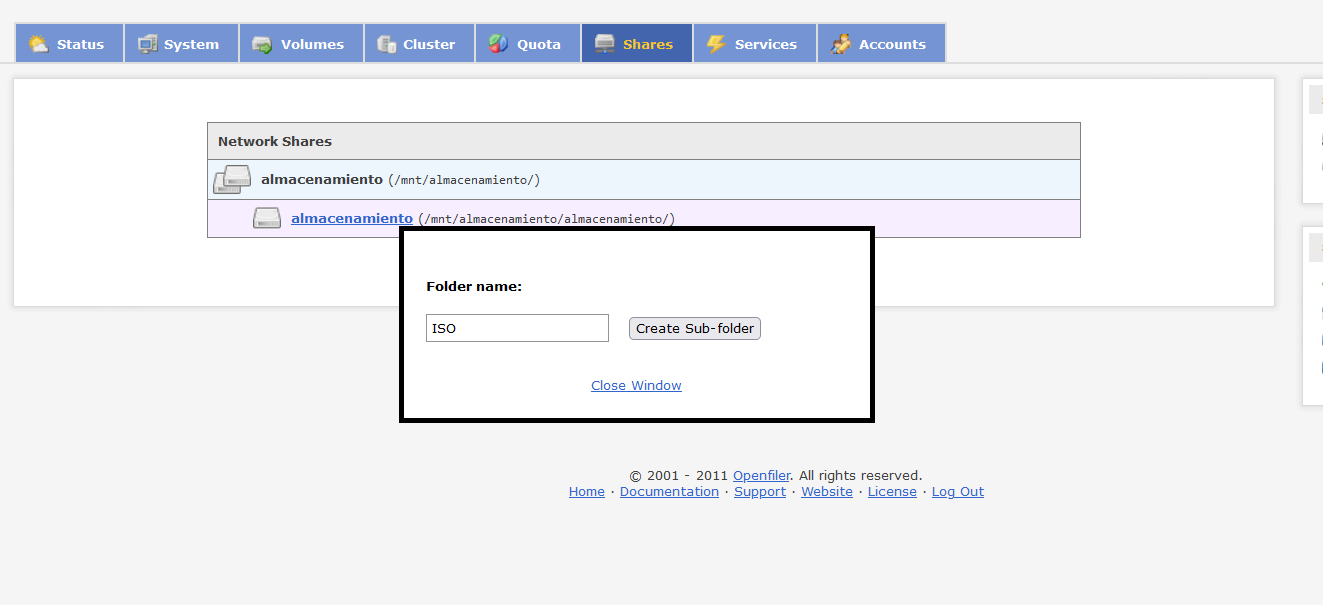 Status System Volumes Cluster Quota Shares Services Accounts
Network Shares
almacenamiento (/mnt/almacenamiento/)
almacenamiento (/mnt/almacenamiento/almacenamiento/)
Folder name:
ISO Create Sub-folder
Close Window
© 2001 - 2011 Openfiler. All rights reserved.
Home · Documentation · Support · Website · License · Log Out